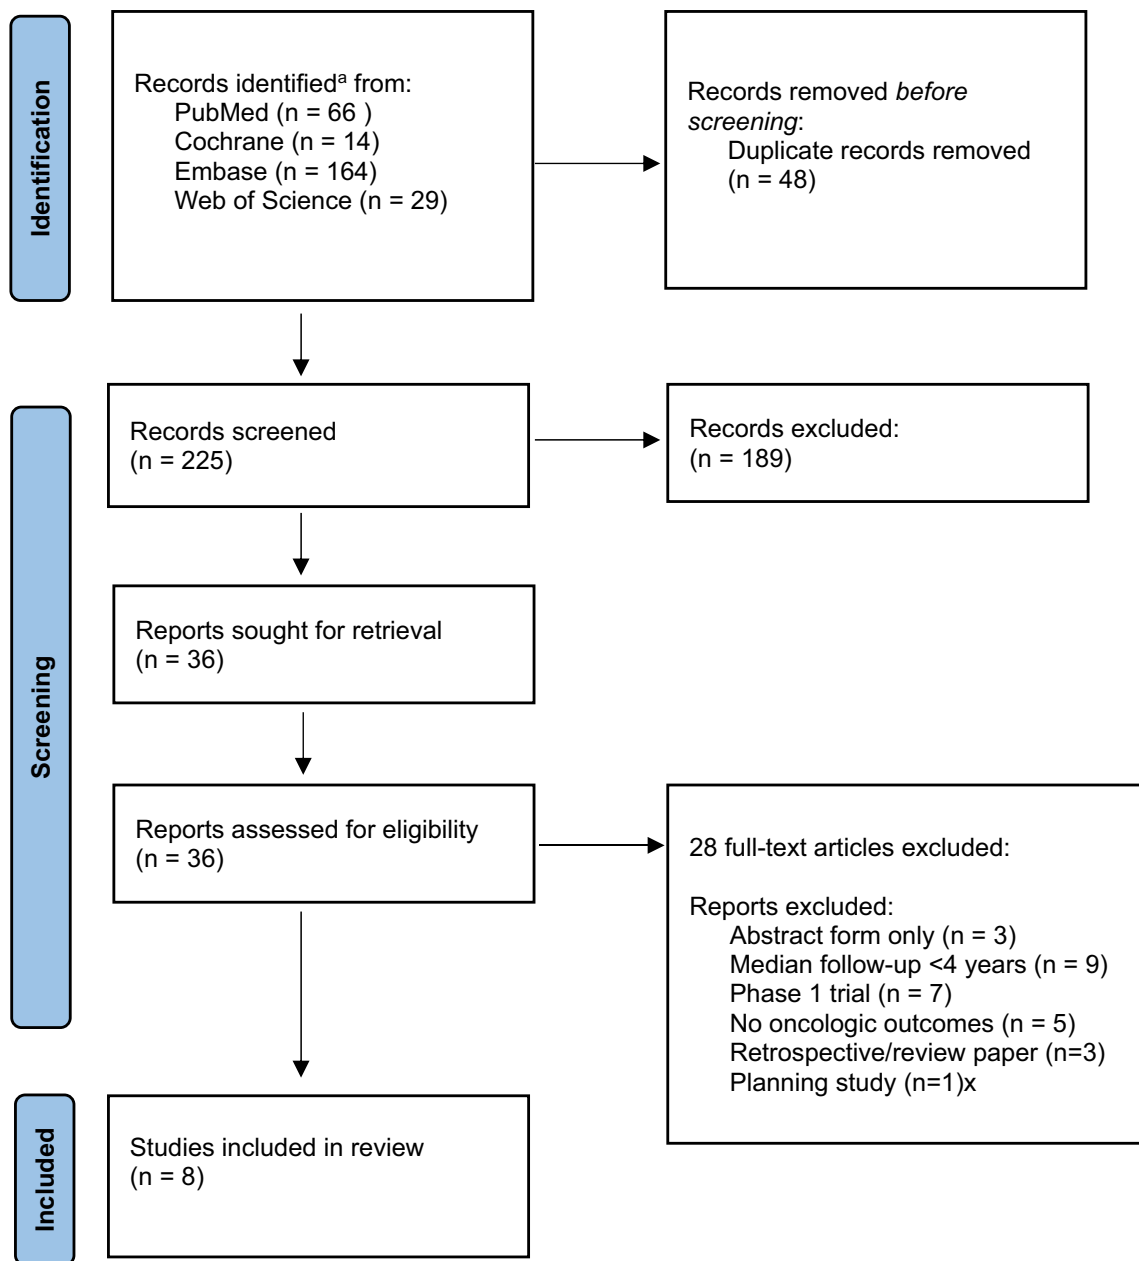 Identification
Records identifiedª from:
PubMed (n = 66 )
Cochrane (n = 14)
Embase (n = 164)
Web of Science (n = 29)
Records removed before
screening:
Duplicate records removed
(n = 48)
Screening
Records screened
(n = 225)
Records excluded:
(n = 189)
Reports sought for retrieval
(n = 36)
Reports assessed for eligibility
(n = 36)
28 full-text articles excluded:
Reports excluded:
Abstract form only (n = 3)
Median follow-up <4 years (n = 9)
Phase 1 trial (n = 7)
No oncologic outcomes (n = 5)
Retrospective/review paper (n=3)
Planning study (n=1)x
Included
Studies included in review
(n = 8)